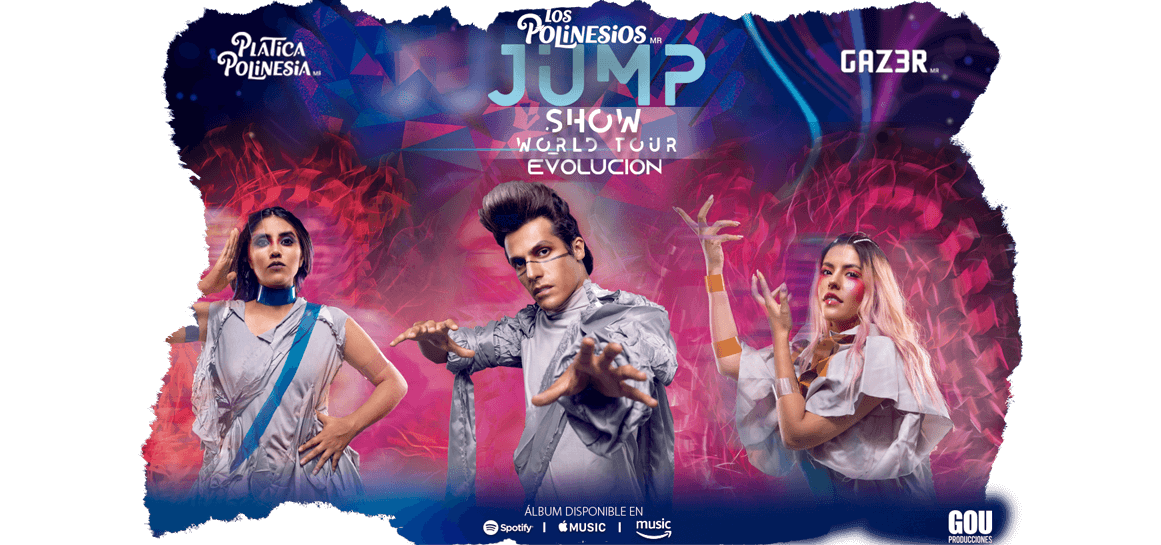 PLATICA
POLINESIA MR
LOS
POLINESIOS MR
JUMP
SHOW
WORLD TOUR
EVOLUCION
GAZ3R MR
ÁLBUM DISPONIBLE EN
Spotify | MUSIC | music
GOU
PRODUCCIONES